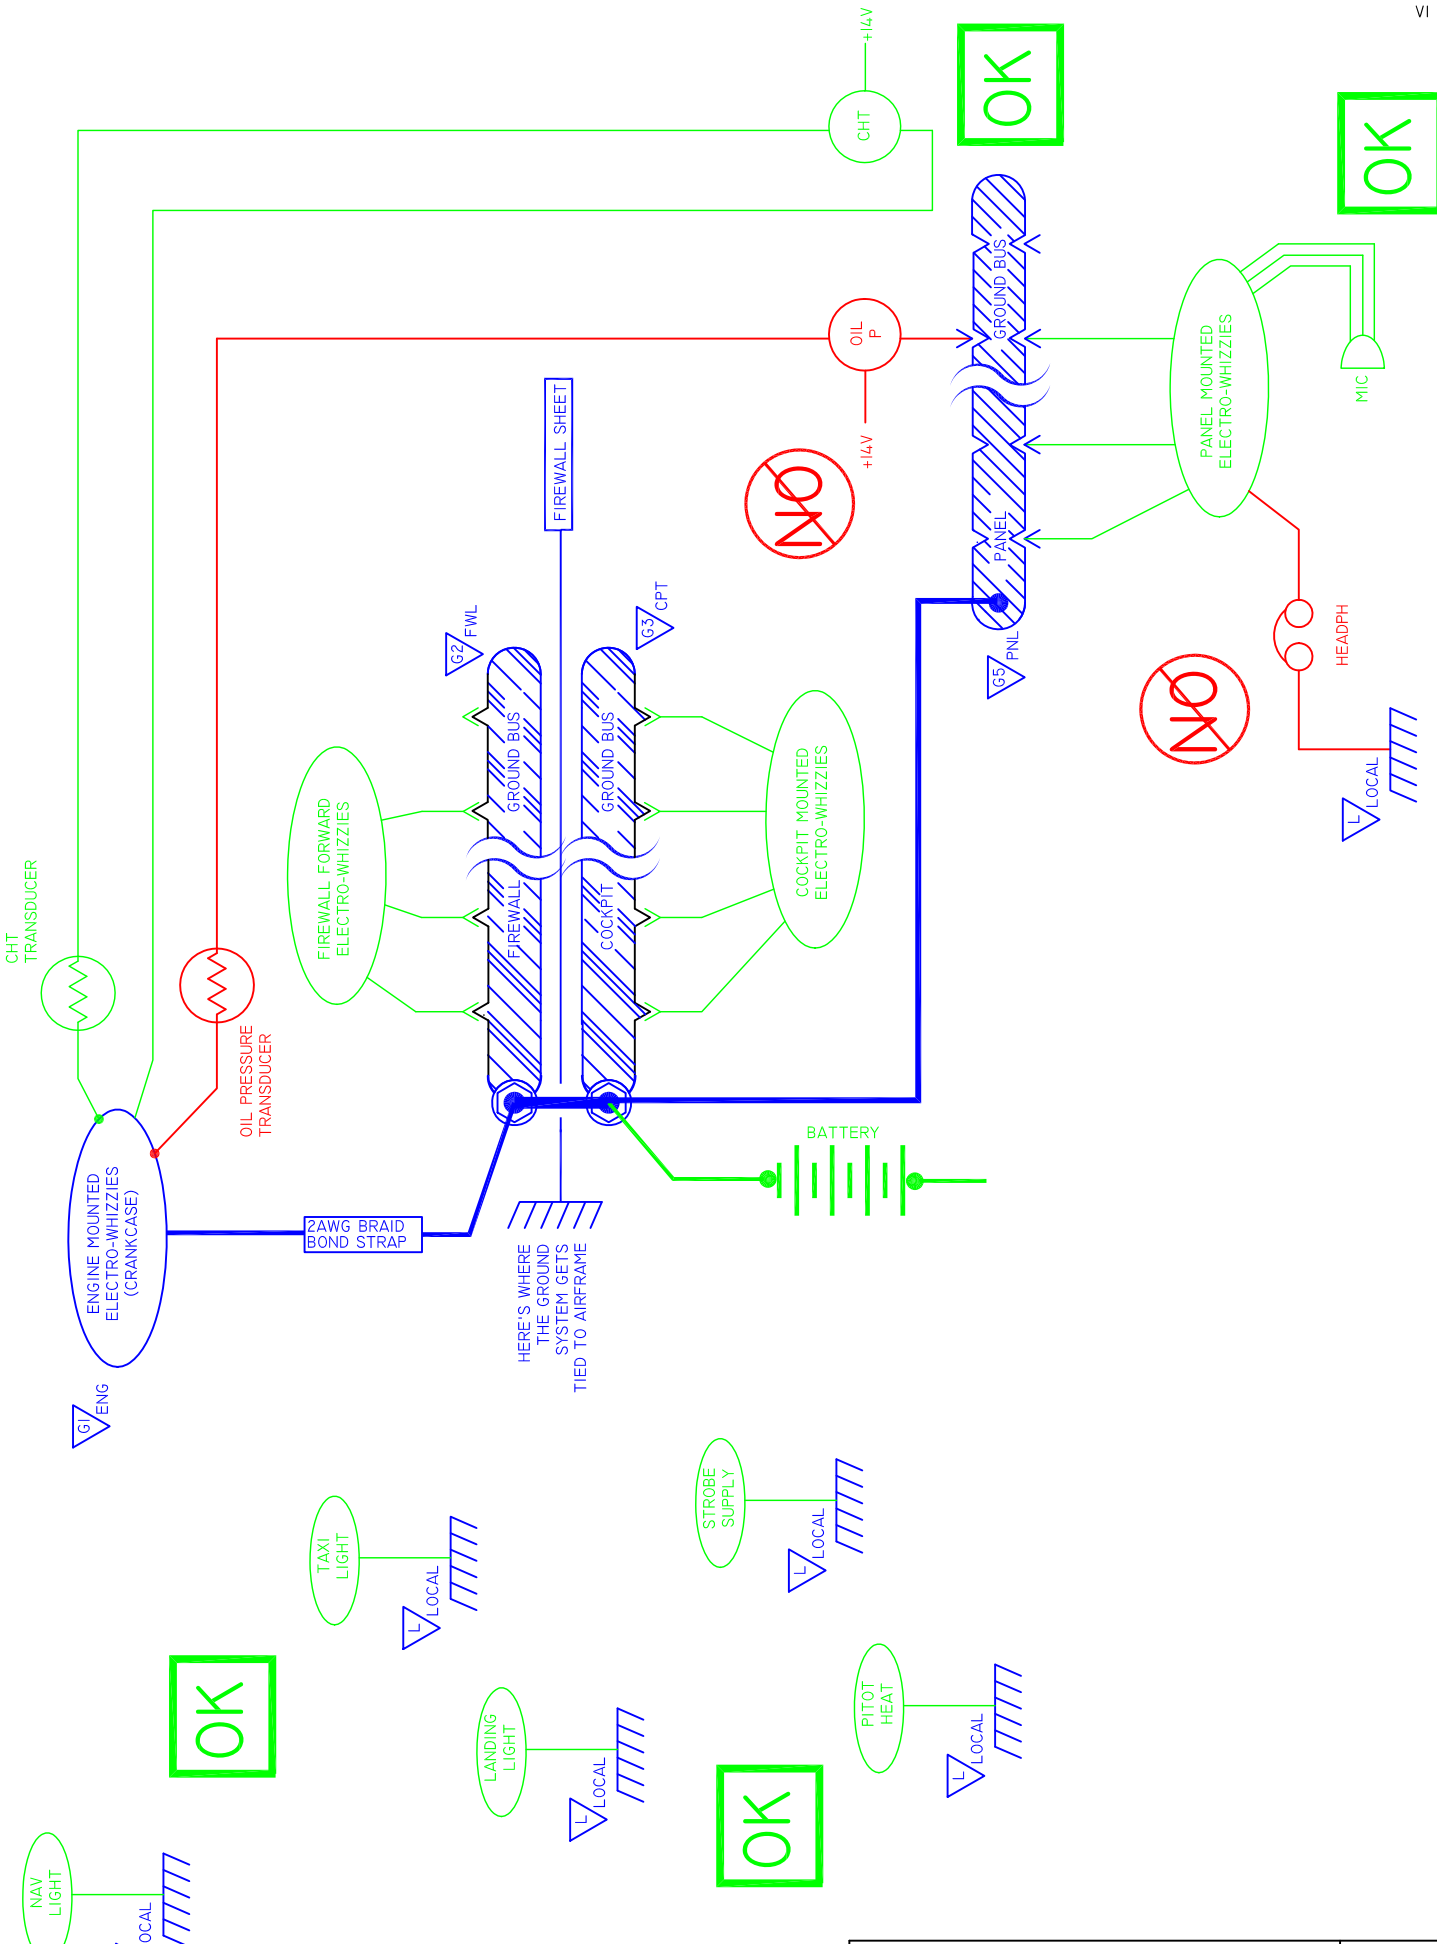 VI
+14V
CHT
OK
OK
CHT
TRANSDUCER
OIL PRESSURE
TRANSDUCER
OIL
P
+14V
NO
FIREWALL SHEET
PANEL
GROUND BUS
G5
PNL
PANEL MOUNTED
ELECTRO-WHIZZIES
MIC
HEADPH
NO
L
LOCAL
G2
FWL
G3
CPT
FIREWALL FORWARD
ELECTRO-WHIZZIES
FIREWALL
GROUND BUS
COCKPIT
GROUND BUS
COCKPIT MOUNTED
ELECTRO-WHIZZIES
ENGINE MOUNTED
ELECTRO-WHIZZIES
(CRANKCASE)
G1
ENG
2AWG BRAID
BOND STRAP
BATTERY
HERE'S WHERE
THE GROUND
SYSTEM GETS
TIED TO AIRFRAME
TAXI
LIGHT
L
LOCAL
STROBE
SUPPLY
L
LOCAL
OK
LANDING
LIGHT
L
LOCAL
PITOT
HEAT
L
LOCAL
OK
NAV
LIGHT
OCAL